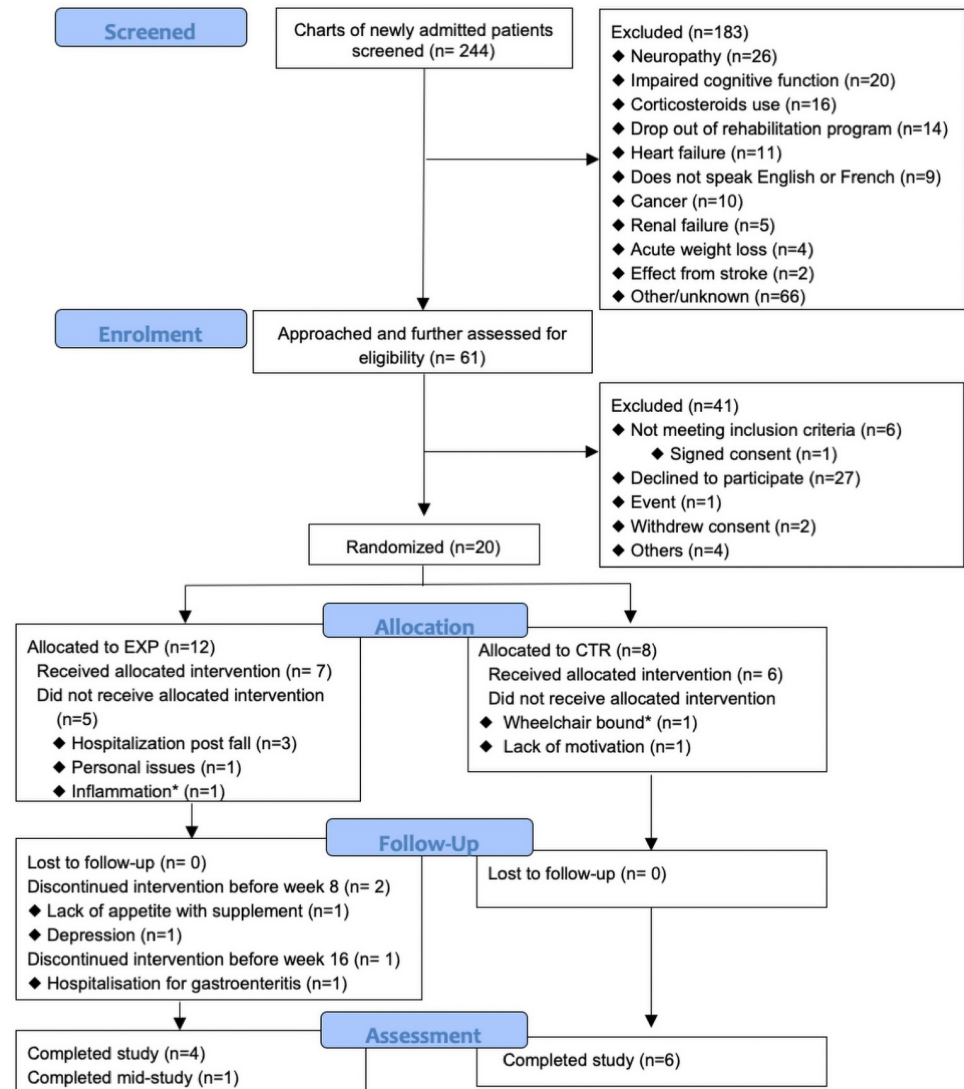 Screened
Charts of newly admitted patients
screened (n= 244)
Excluded (n=183)
◆ Neuropathy (n=26)
◆ Impaired cognitive function (n=20)
◆ Corticosteroids use (n=16)
◆ Drop out of rehabilitation program (n=14)
◆ Heart failure (n=11)
◆ Does not speak English or French (n=9)
◆ Cancer (n=10)
◆ Renal failure (n=5)
◆ Acute weight loss (n=4)
◆ Effect from stroke (n=2)
◆ Other/unknown (n=66)
Enrolment
Approached and further assessed for
eligibility (n= 61)
Excluded (n=41)
◆ Not meeting inclusion criteria (n=6)
◆ Signed consent (n=1)
◆ Declined to participate (n=27)
◆ Event (n=1)
◆ Withdrew consent (n=2)
◆ Others (n=4)
Randomized (n=20)
Allocation
Allocated to EXP (n=12)
Received allocated intervention (n= 7)
Did not receive allocated intervention
(n=5)
◆ Hospitalization post fall (n=3)
◆ Personal issues (n=1)
◆ Inflammation* (n=1)
Allocated to CTR (n=8)
Received allocated intervention (n= 6)
Did not receive allocated intervention
◆ Wheelchair bound* (n=1)
◆ Lack of motivation (n=1)
Follow-Up
Lost to follow-up (n= 0)
Discontinued intervention before week 8 (n= 2)
◆ Lack of appetite with supplement (n=1)
◆ Depression (n=1)
Discontinued intervention before week 16 (n= 1)
◆ Hospitalisation for gastroenteritis (n=1)
Lost to follow-up (n= 0)
Assessment
Completed study (n=4)
Completed mid-study (n=1)
Completed study (n=6)